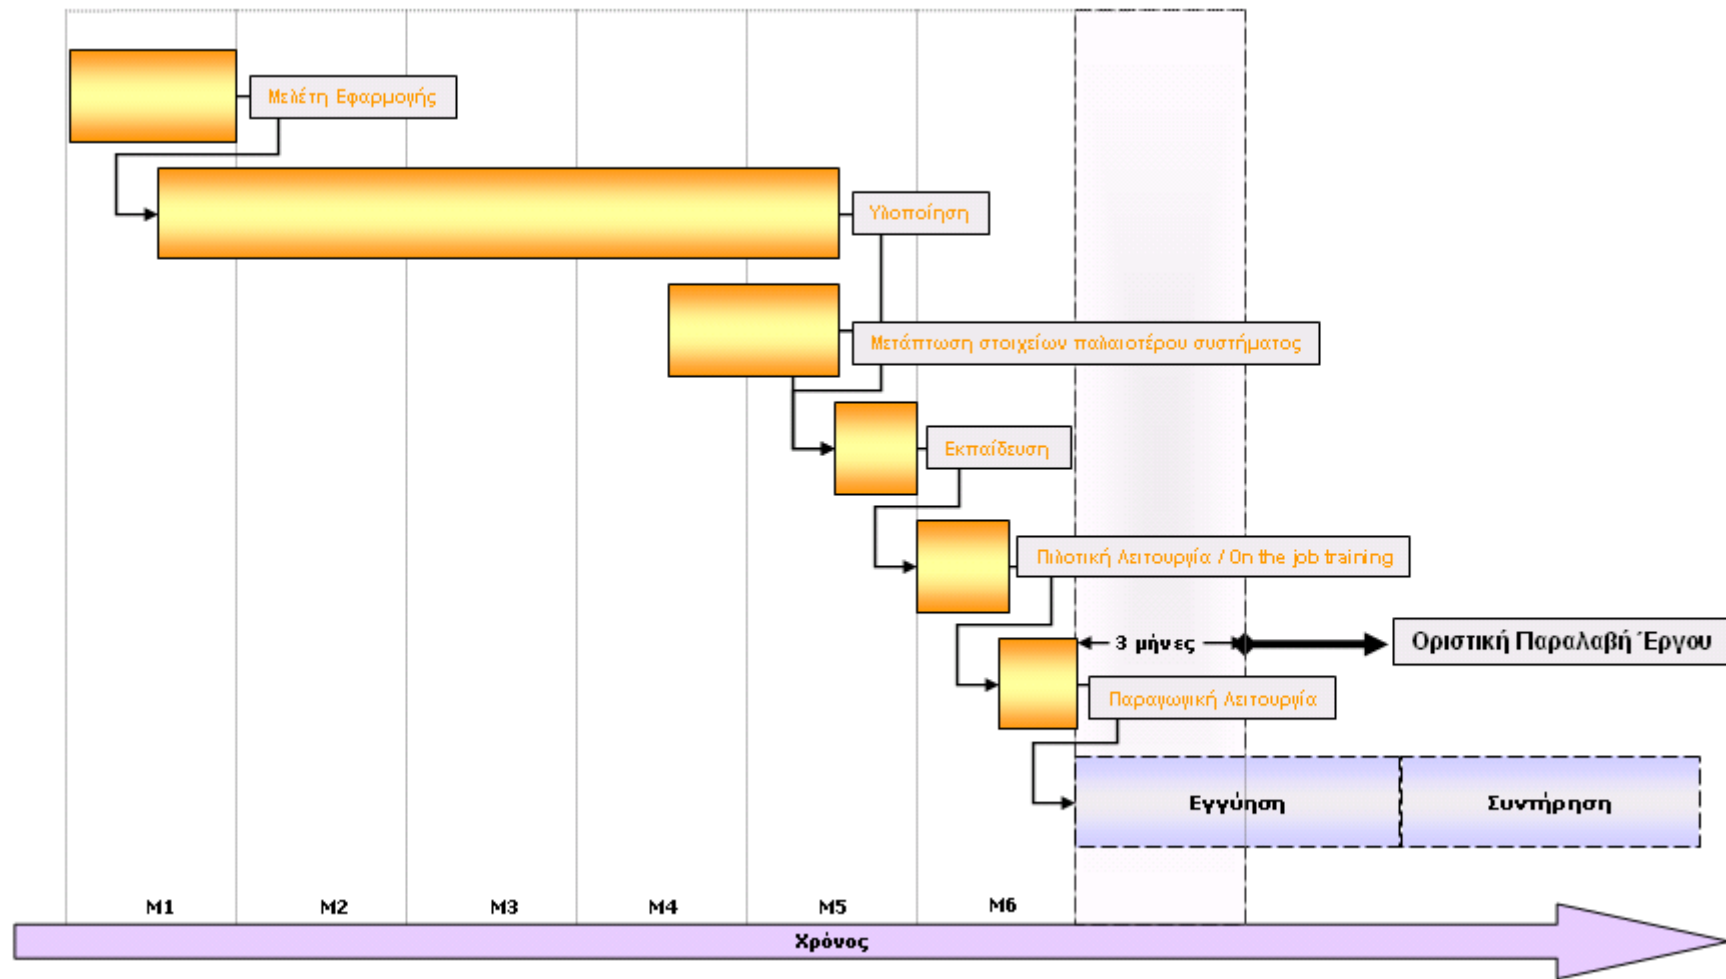 Μελέτη Εφαρμογής
Υλοποίηση
Μετάπτωση στοιχείων παλαιοτέρου συστήματος
Εκπαίδευση
Πιλοτική Λειτουργία / On the job training
3 μήνες
Οριστική Παραλαβή Έργου
Παραγωγική Λειτουργία
Εγγύηση
Συντήρηση
M1
M2
M3
M4
M5
M6
Χρόνος